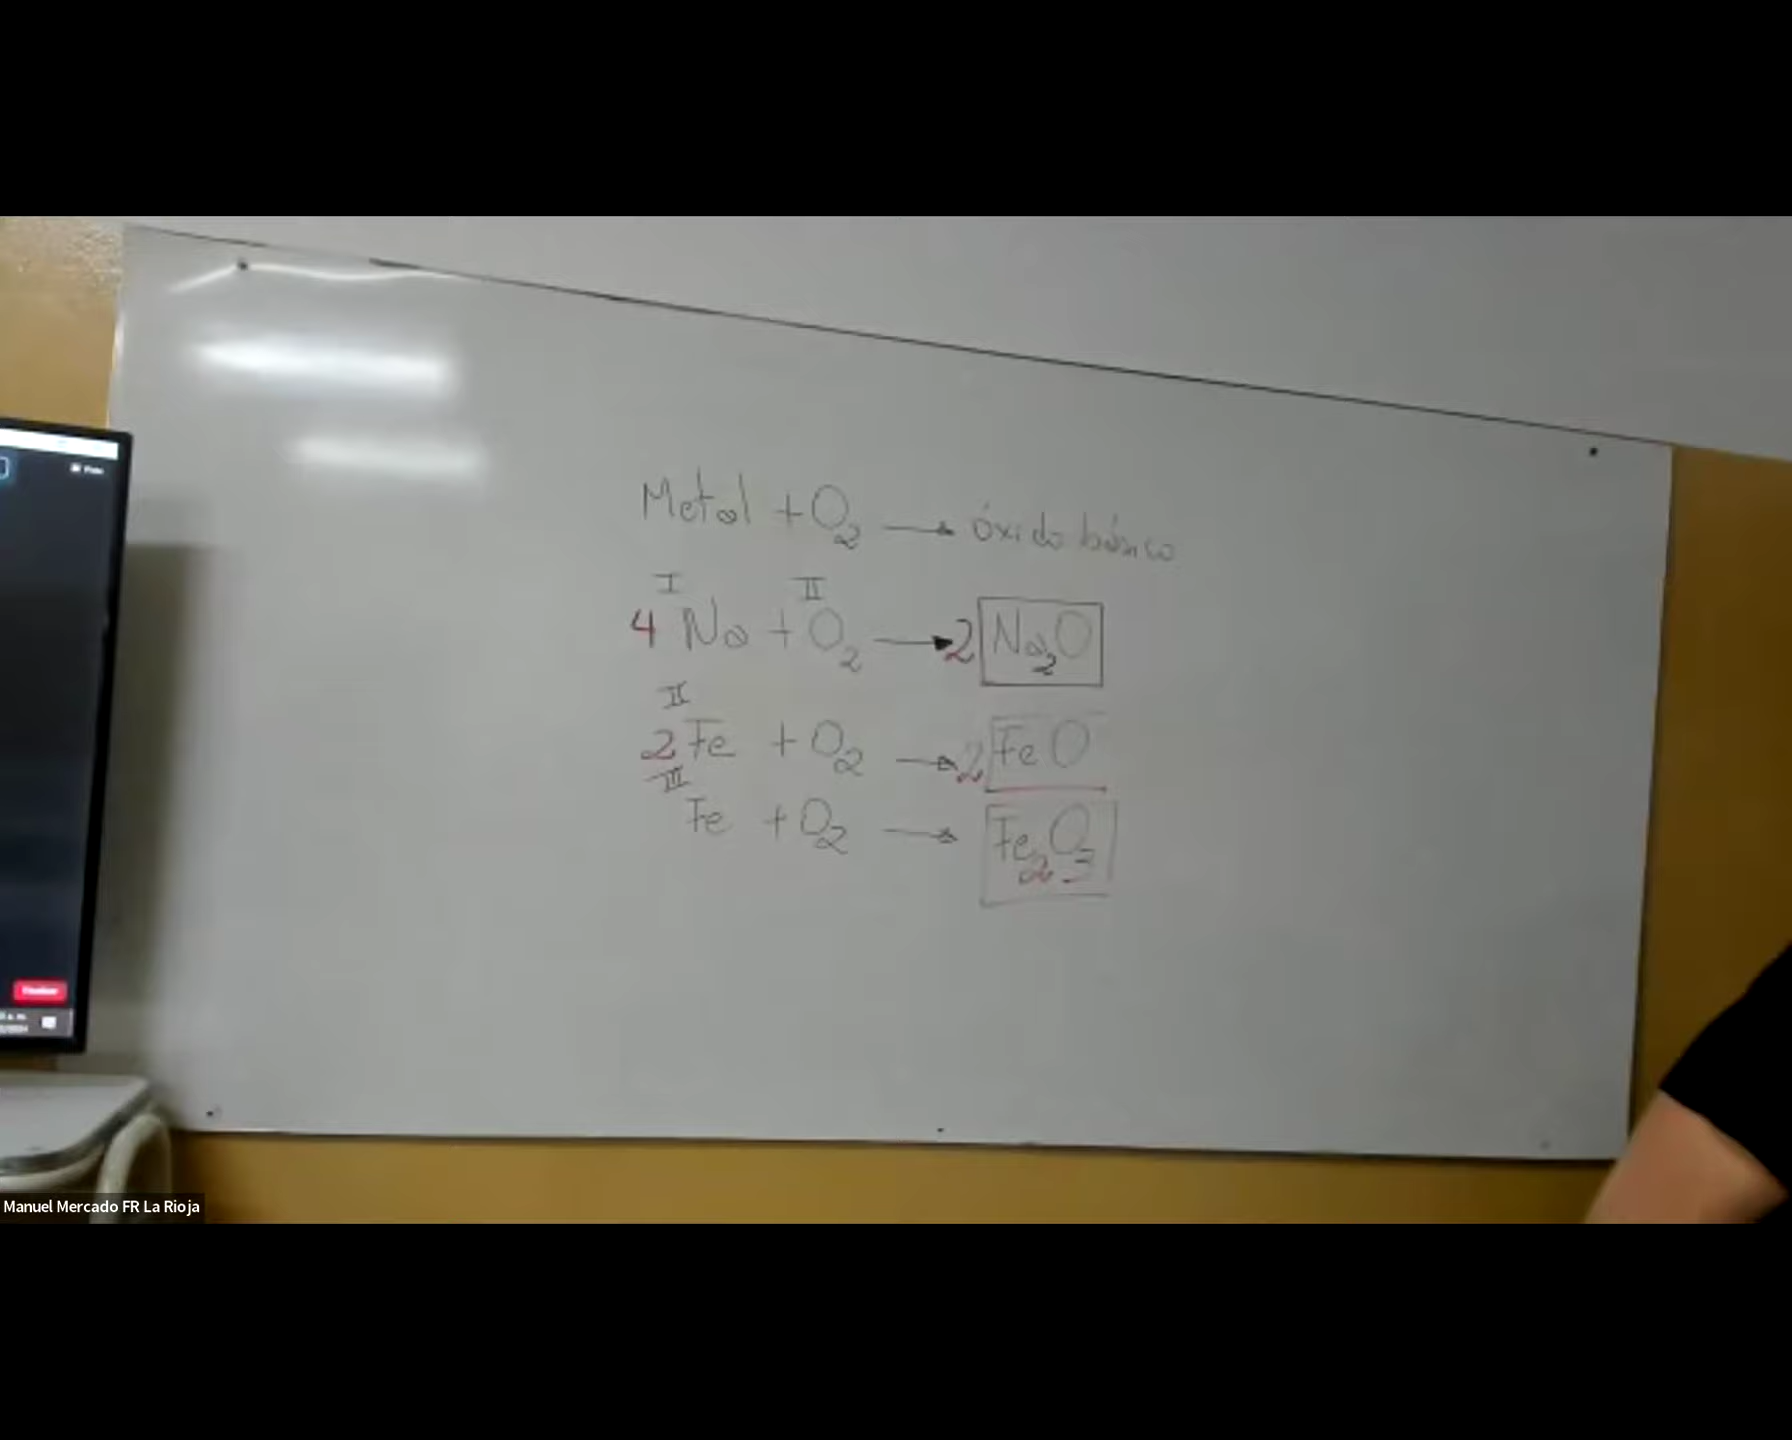 Metal + O2 → óxido básico
I II
4 Na + O2 → 2 Na2O
II
2 Fe + O2 → 2 FeO
III
Fe + O2 → Fe2O3
Manuel Mercado FR La Rioja